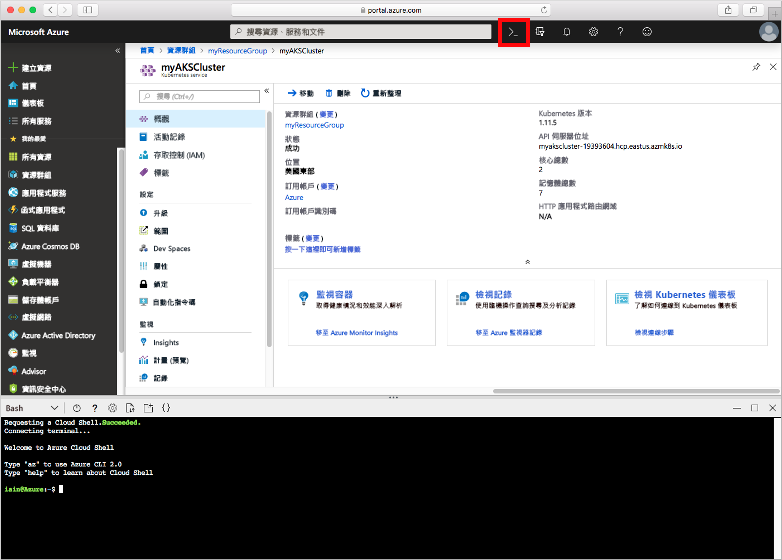 portal.azure.com
Microsoft Azure
搜尋資源、服務和文件
>_
?
«
首頁 > 資源群組 > myResourceGroup > myAKSCluster
建立資源
首頁
儀表板
所有服務
我的最愛
所有資源
資源群組
應用程式服務
函式應用程式
SQL 資料庫
Azure Cosmos DB
虛擬機器
負載平衡器
儲存體帳戶
虛擬網路
Azure Active Directory
監視
Advisor
資訊安全中心
myAKSCluster
Kubernetes service
搜尋 (Ctrl+/)
«
概觀
活動記錄
存取控制 (IAM)
標籤
設定
升級
範圍
Dev Spaces
屬性
鎖定
自動化指令碼
監視
Insights
計量 (預覽)
記錄
移動 刪除 重新整理
資源群組 (變更)
myResourceGroup
狀態
成功
位置
美國東部
訂用帳戶 (變更)
Azure
訂用帳戶識別碼
標籤 (變更)
按一下這裡即可新增標籤
Kubernetes 版本
1.11.5
API 伺服器位址
myakscluster-19393604.hcp.eastus.azmk8s.io
核心總數
2
記憶體總數
7
HTTP 應用程式路由網域
N/A
監視容器
取得健康情況和效能深入解析
移至 Azure Monitor Insights
檢視記錄
使用隨機操作查詢搜尋及分析記錄
移至 Azure 監視器記錄
檢視 Kubernetes 儀表板
了解如何連線到 Kubernetes 儀表板
檢視連線步驟
Bash
?
{}
Requesting a Cloud Shell.Succeeded.
Connecting terminal...
Welcome to Azure Cloud Shell
Type "az" to use Azure CLI 2.0
Type "help" to learn about Cloud Shell
iain@Azure:~$